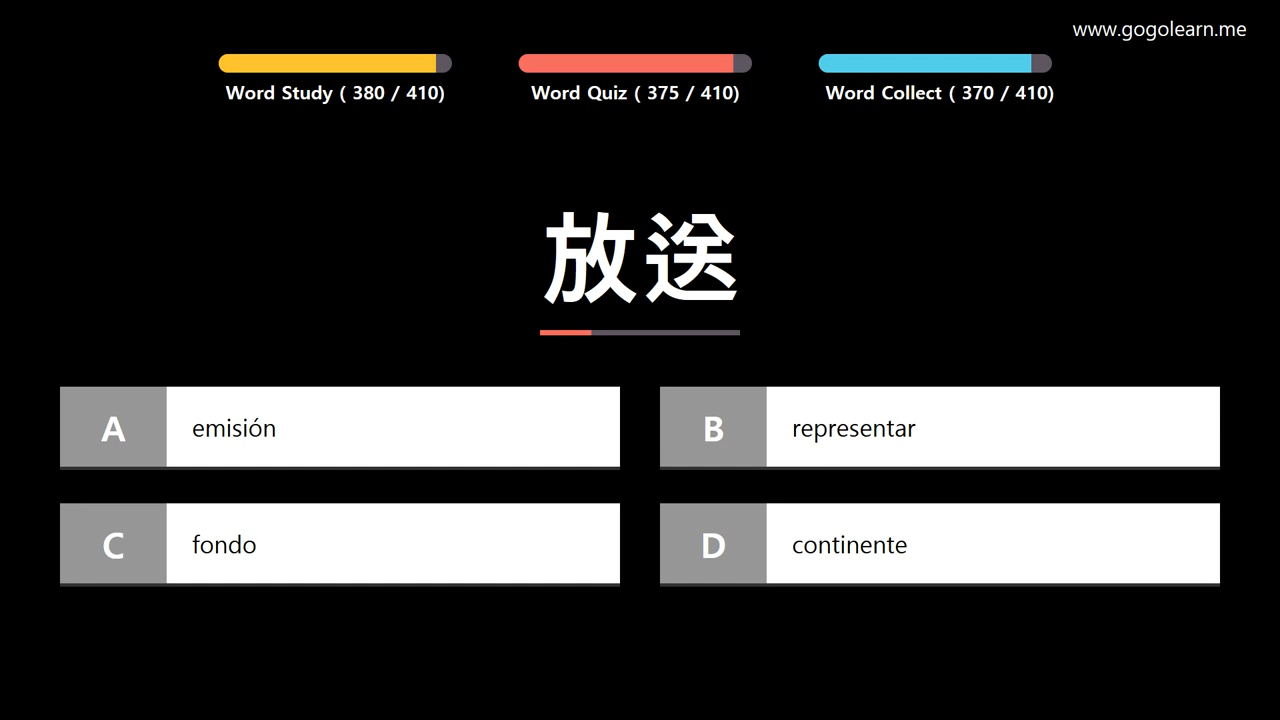 www.gogolearn.me
Word Study ( 380 / 410)
Word Quiz ( 375 / 410)
Word Collect ( 370 / 410)
放送
A
emisión
B
representar
C
fondo
D
continente